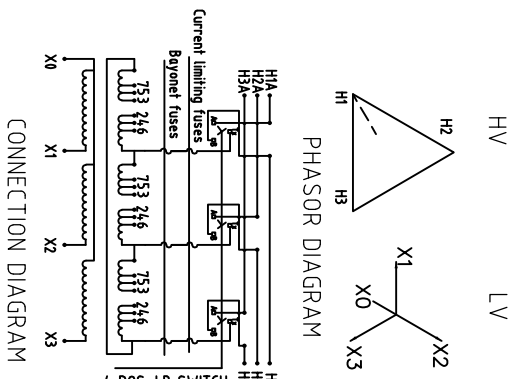 HV
LV
H1
H2
H3
X1
X2
X0
X3
PHASOR DIAGRAM
H1A
H2A
H3A
Current limiting fuses
Bayonet fuses
753 246
753 246
753 246
X0
X1
X2
X3
CONNECTION DIAGRAM